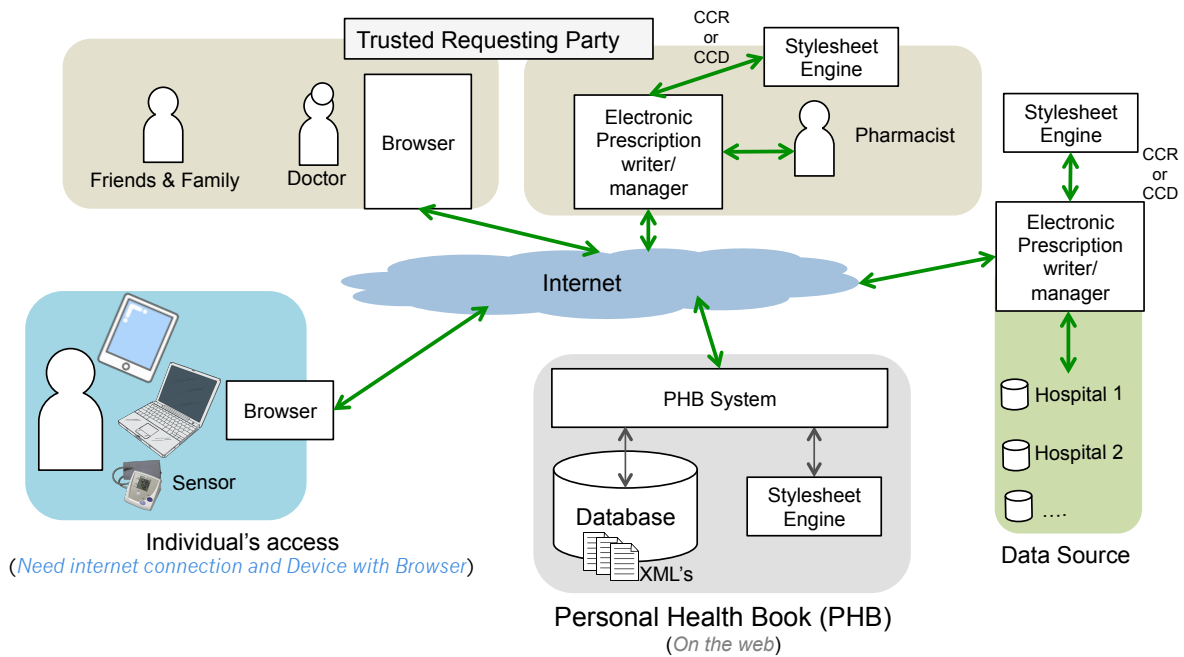 Trusted Requesting Party
CCR
or
CCD
Stylesheet
Engine
Friends & Family
Doctor
Browser
Electronic
Prescription
writer/
manager
Pharmacist
Stylesheet
Engine
CCR
or
CCD
Electronic
Prescription
writer/
manager
Internet
Browser
Sensor
Individual's access
(Need internet connection and Device with Browser)
PHB System
Database
XML's
Stylesheet
Engine
Personal Health Book (PHB)
(On the web)
Hospital 1
Hospital 2
....
Data Source